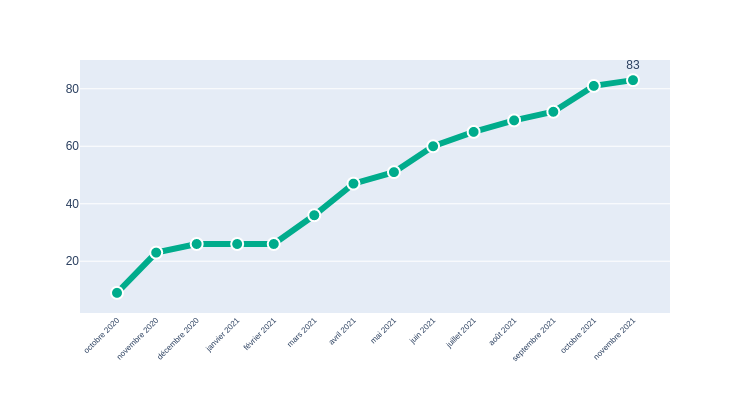 83
80
60
40
20
octobre 2020
novembre 2020
décembre 2020
janvier 2021
février 2021
mars 2021
avril 2021
mai 2021
juin 2021
juillet 2021
août 2021
septembre 2021
octobre 2021
novembre 2021